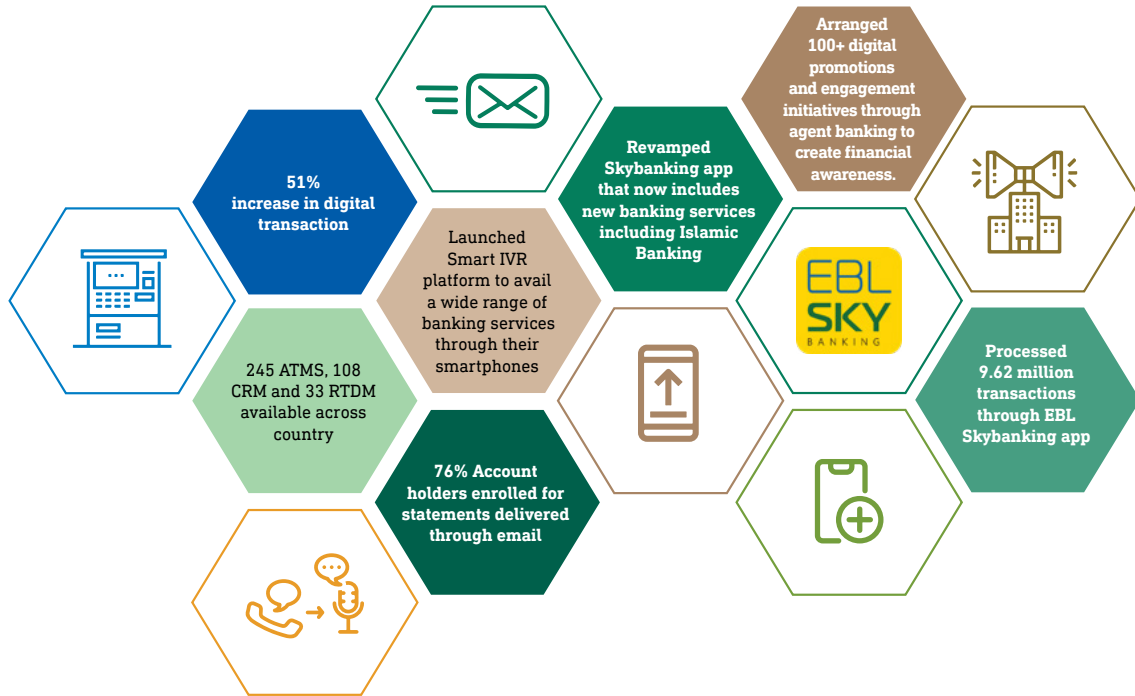 51%
increase in digital
transaction
245 ATMS, 108
CRM and 33 RTDM
available across
country
Launched
Smart IVR
platform to avail
a wide range of
banking services
through their
smartphones
76% Account
holders enrolled for
statements delivered
through email
Revamped
Skybanking app
that now includes
new banking services
including Islamic
Banking
Arranged
100+ digital
promotions
and engagement
initiatives through
agent banking to
create financial
awareness.
EBL
SKY
BANKING
Processed
9.62 million
transactions
through EBL
Skybanking app